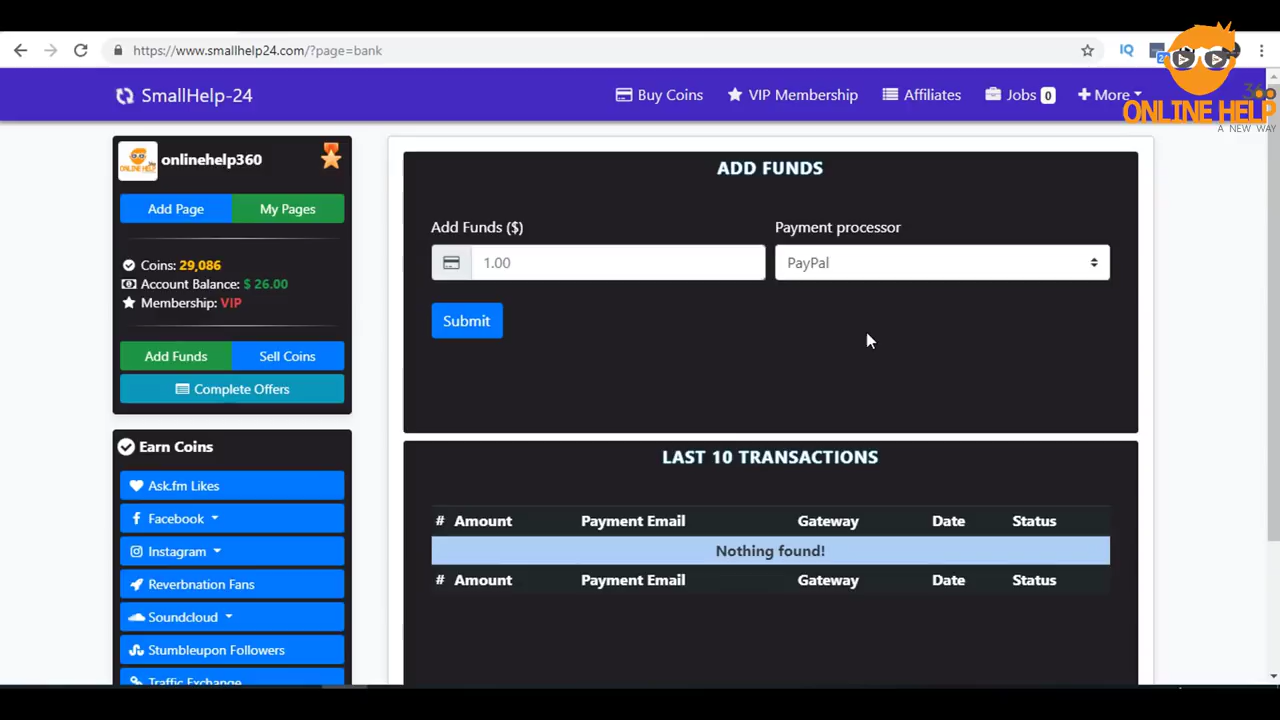 https://www.smallhelp24.com/?page=bank
IQ
SmallHelp-24
Buy Coins
VIP Membership
Affiliates
Jobs 0
More
360
ONLINE HELP
A NEW WAY
onlinehelp360
Add Page
My Pages
Coins: 29,086
Account Balance: $ 26.00
Membership: VIP
Add Funds
Sell Coins
Complete Offers
Earn Coins
Ask.fm Likes
Facebook
Instagram
Reverbnation Fans
Soundcloud
Stumbleupon Followers
Traffic Exchange
ADD FUNDS
Add Funds ($)
1.00
Payment processor
PayPal
Submit
LAST 10 TRANSACTIONS
# Amount Payment Email Gateway Date Status
Nothing found!
# Amount Payment Email Gateway Date Status